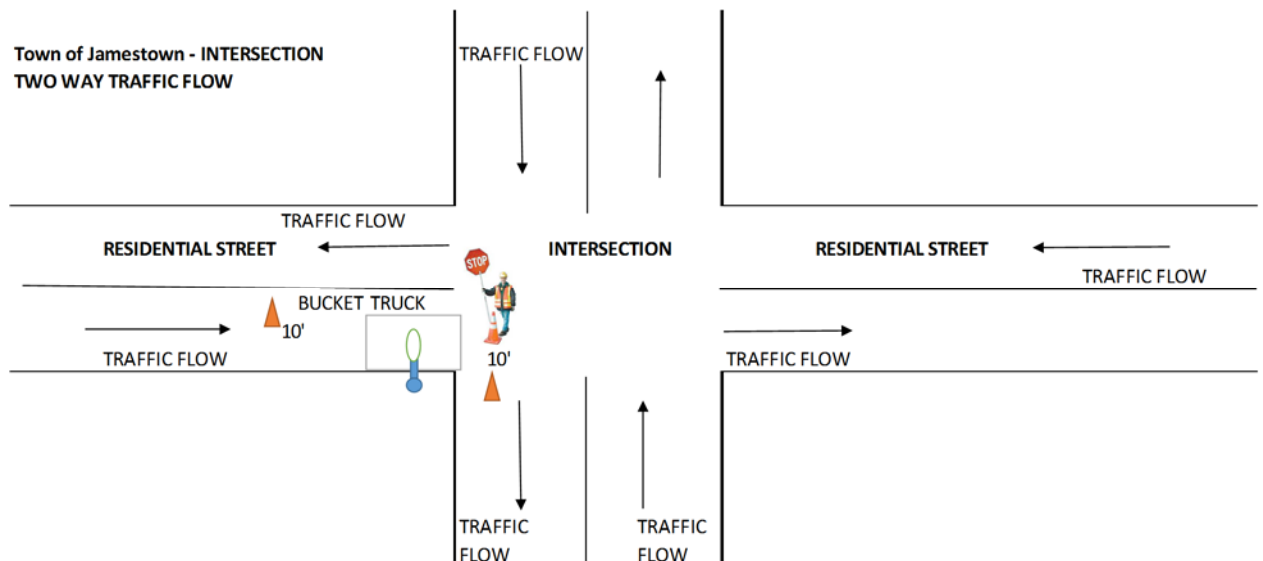 Town of Jamestown - INTERSECTION
TWO WAY TRAFFIC FLOW
TRAFFIC FLOW
TRAFFIC FLOW
RESIDENTIAL STREET
INTERSECTION
RESIDENTIAL STREET
STOP
TRAFFIC FLOW
BUCKET TRUCK
10'
TRAFFIC FLOW
10'
TRAFFIC FLOW
TRAFFIC
FLOW
TRAFFIC
FLOW